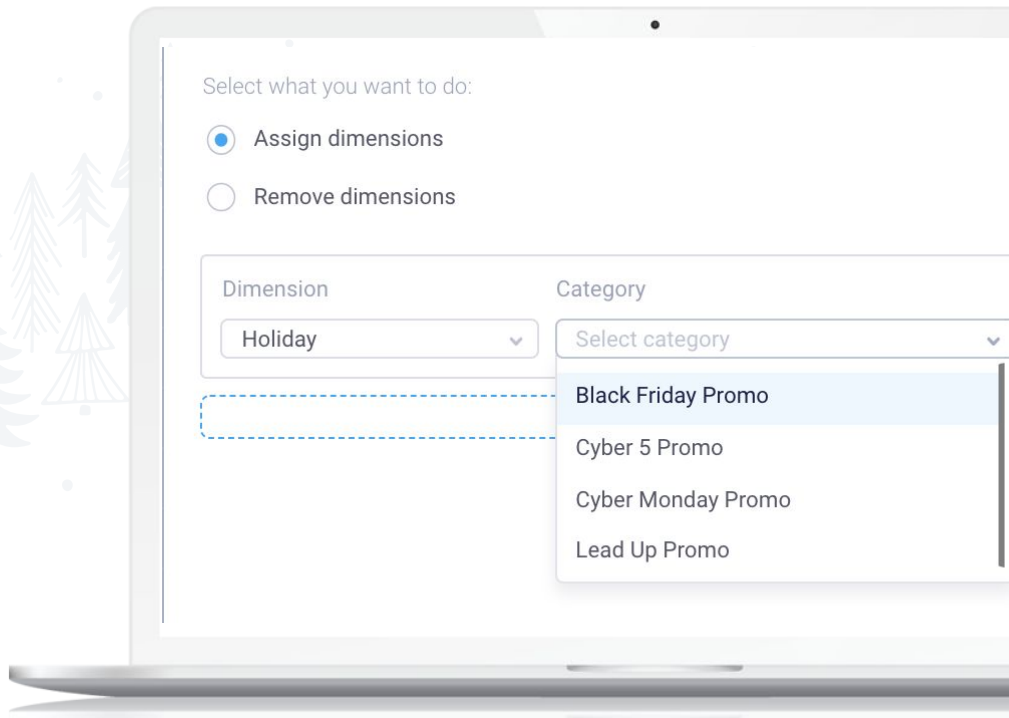 Select what you want to do:
Assign dimensions
Remove dimensions
Dimension Category
Holiday Select category
Black Friday Promo
Cyber 5 Promo
Cyber Monday Promo
Lead Up Promo